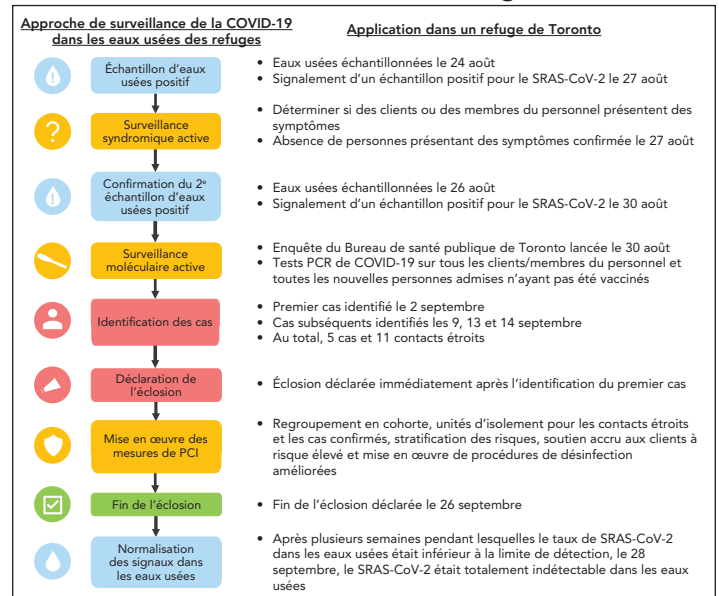 Approche de surveillance de la COVID-19
dans les eaux usées des refuges
Application dans un refuge de Toronto
Échantillon d'eaux
usées positif
• Eaux usées échantillonnées le 24 août
• Signalement d'un échantillon positif pour le SRAS-CoV-2 le 27 août
Surveillance
syndromique active
• Déterminer si des clients ou des membres du personnel présentent des
symptômes
• Absence de personnes présentant des symptômes confirmée le 27 août
Confirmation du 2e
échantillon d'eaux
usées positif
• Eaux usées échantillonnées le 26 août
• Signalement d'un échantillon positif pour le SRAS-CoV-2 le 30 août
Surveillance
moléculaire active
• Enquête du Bureau de santé publique de Toronto lancée le 30 août
• Tests PCR de COVID-19 sur tous les clients/membres du personnel et
toutes les nouvelles personnes admises n'ayant pas été vaccinés
Identification des cas
• Premier cas identifié le 2 septembre
• Cas subséquents identifiés les 9, 13 et 14 septembre
• Au total, 5 cas et 11 contacts étroits
Déclaration de
l'éclosion
• Éclosion déclarée immédiatement après l'identification du premier cas
Mise en œuvre des
mesures de PCI
• Regroupement en cohorte, unités d'isolement pour les contacts étroits
et les cas confirmés, stratification des risques, soutien accru aux clients à
risque élevé et mise en œuvre de procédures de désinfection
améliorées
Fin de l'éclosion
• Fin de l'éclosion déclarée le 26 septembre
Normalisation
des signaux dans
les eaux usées
• Après plusieurs semaines pendant lesquelles le taux de SRAS-CoV-2
dans les eaux usées était inférieur à la limite de détection, le 28
septembre, le SRAS-CoV-2 était totalement indétectable dans les eaux
usées